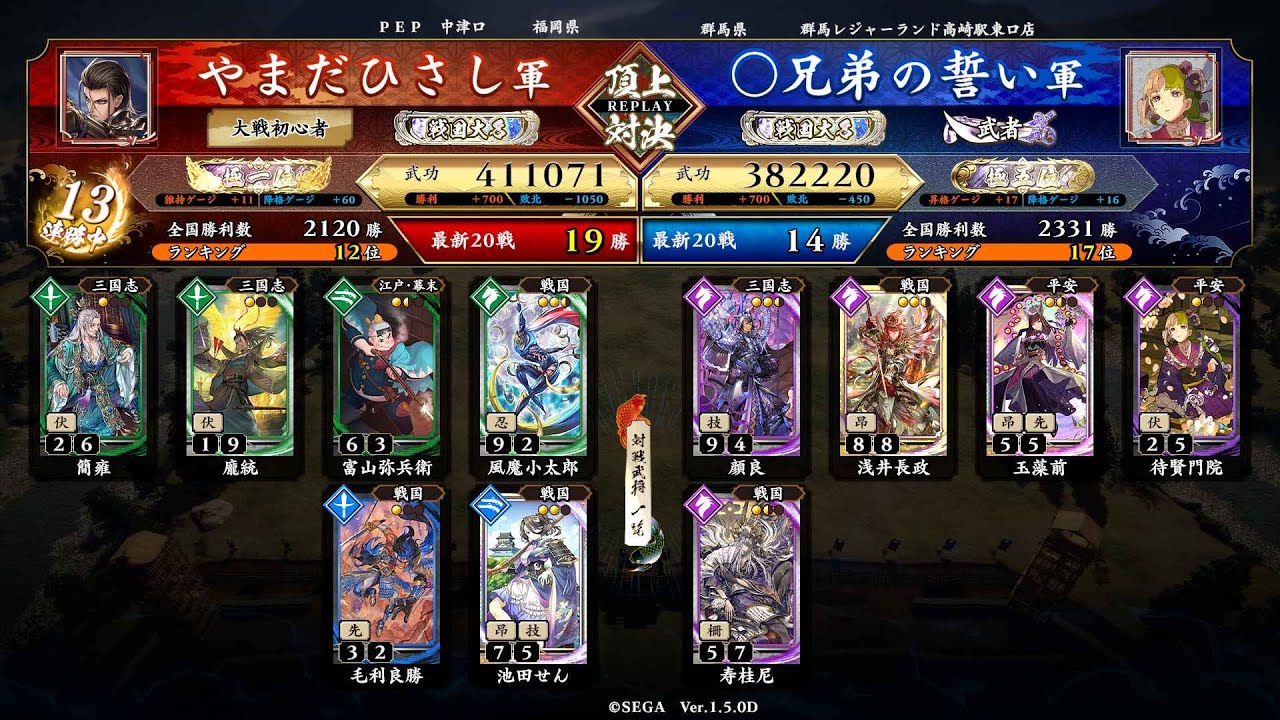 PEP 中津口 福岡県
群馬県 群馬レジャーランド高崎駅東口店
やまだひさし軍
頂上
REPLAY
対決
〇兄弟の誓い軍
大戦初心者
戦国大子
戦国大子
武者
13
連勝中
極一位
武功 411071
勝利 +700 敗北 -1050
維持ゲージ +11 降格ゲージ +60
武功 382220
勝利 +700 敗北 -450
極五位
昇格ゲージ +17 降格ゲージ +16
全国勝利数 2120 勝
ランキング 12位
最新20戦 19勝
最新20戦 14勝
全国勝利数 2331 勝
ランキング 17位
三国志 三国志 江戸・幕末 戦国 三国志 戦国 平安 平安
伏 伏 忍 技 昂 昂 先 伏
2 6 1 9 6 3 9 2 9 4 8 8 5 5 2 5
簡雍 龐統 富山弥兵衛 風魔小太郎 顔良 浅井長政 玉藻前 待賢門院
対戦武将一覧
戦国 戦国 戦国
先 昂 技 柵
3 2 7 5 5 7
毛利良勝 池田せん 寿桂尼
©SEGA Ver.1.5.0D